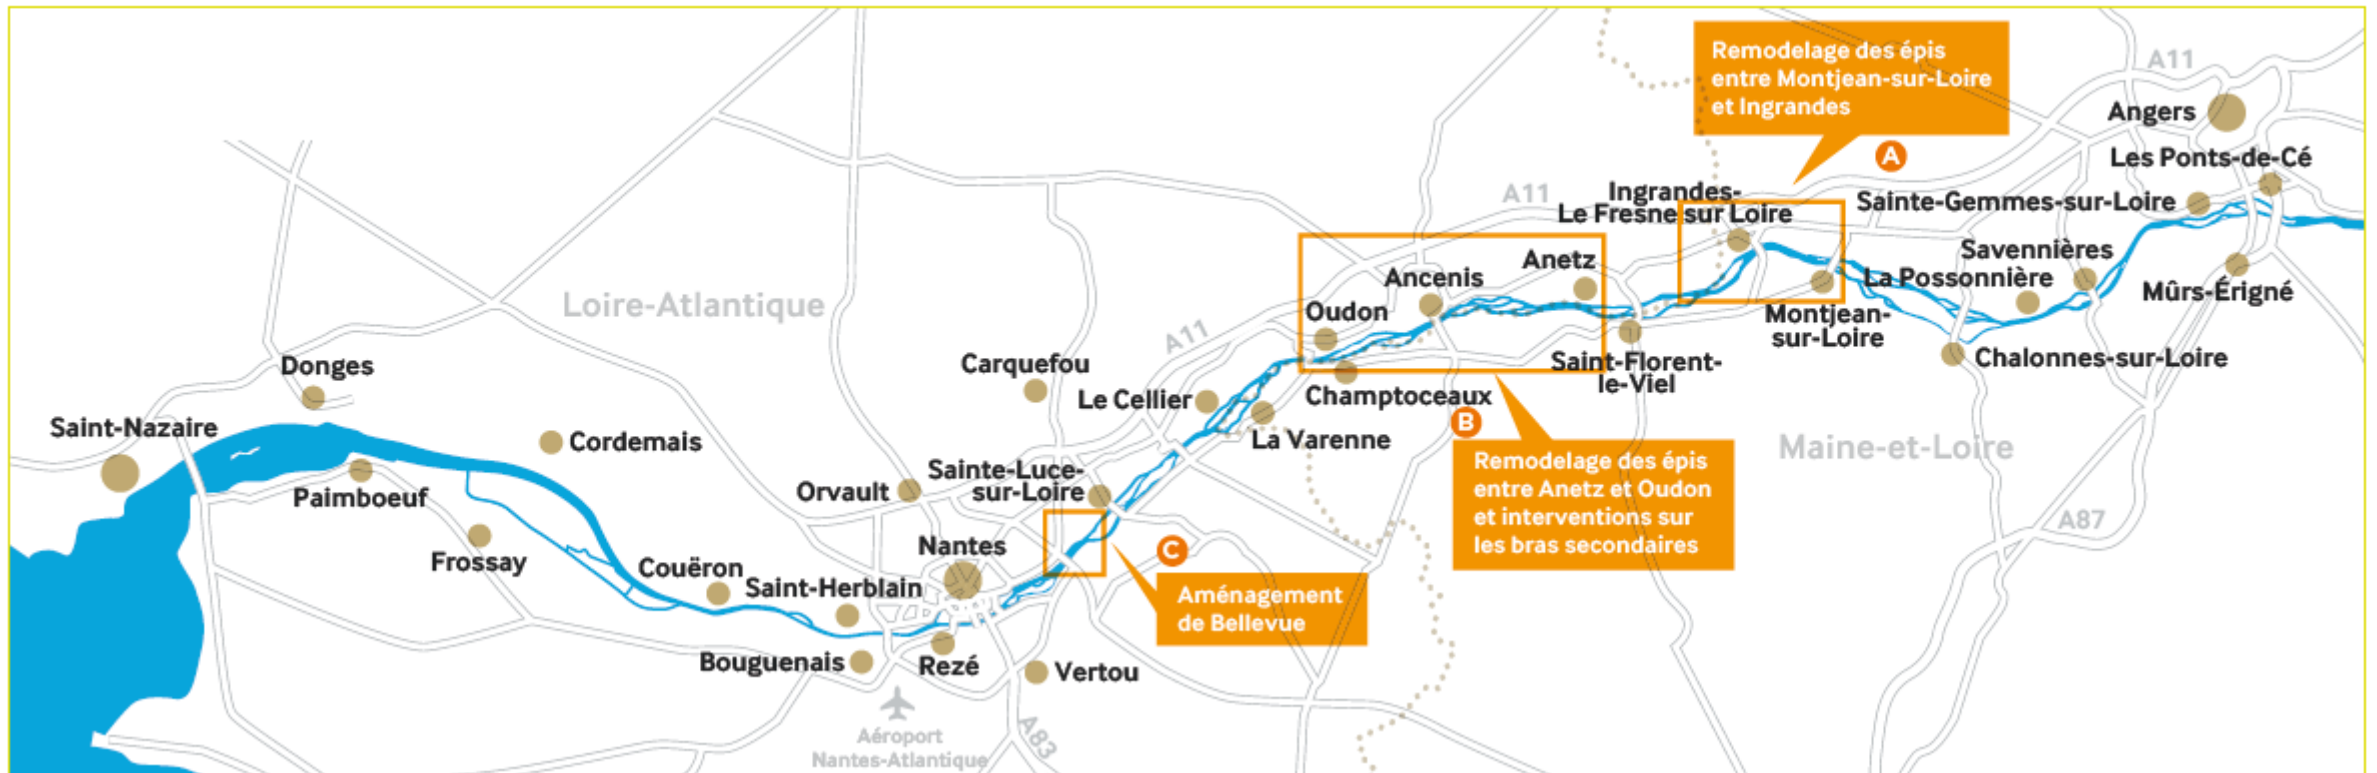 Remodelage des épis
entre Montjean-sur-Loire
et Ingrandes
A11
Angers
A
Les Ponts-de-Cé
A11
Ingrandes-
Le Fresne sur Loire
Sainte-Gemmes-sur-Loire
Savennières
La Possonnière
Mûrs-Érigné
Anetz
Ancenis
Oudon
Loire-Atlantique
Montjean-
sur-Loire
A11
Saint-Florent-
le-Viel
Chalonnes-sur-Loire
Donges
Carquefou
Le Cellier
Champtoceaux
B
Saint-Nazaire
Cordemais
La Varenne
Maine-et-Loire
Remodelage des épis
entre Anetz et Oudon
et interventions sur
les bras secondaires
Sainte-Luce-
sur-Loire
Orvault
Paimboeuf
A87
Frossay
Nantes
C
Couëron
Saint-Herblain
Aménagement
de Bellevue
Bouguenais
Rezé
Vertou
A83
Aéroport
Nantes-Atlantique